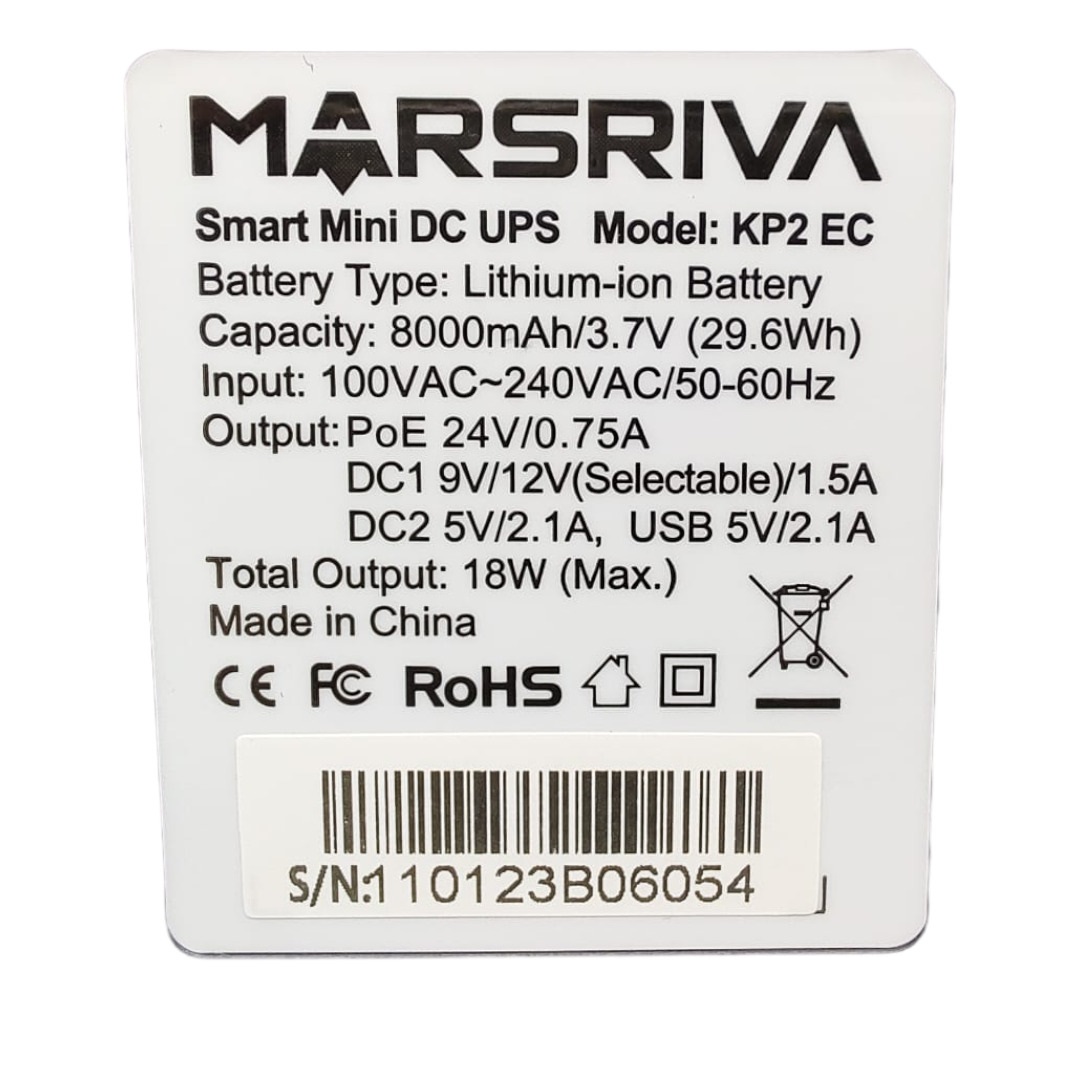 MARSRIVA
Smart Mini DC UPS Model: KP2 EC
Battery Type: Lithium-ion Battery
Capacity: 8000mAh/3.7V (29.6Wh)
Input: 100VAC~240VAC/50-60Hz
Output: PoE 24V/0.75A
DC1 9V/12V(Selectable)/1.5A
DC2 5V/2.1A, USB 5V/2.1A
Total Output: 18W (Max.)
Made in China
CE FC RoHS
S/N:110123B06054